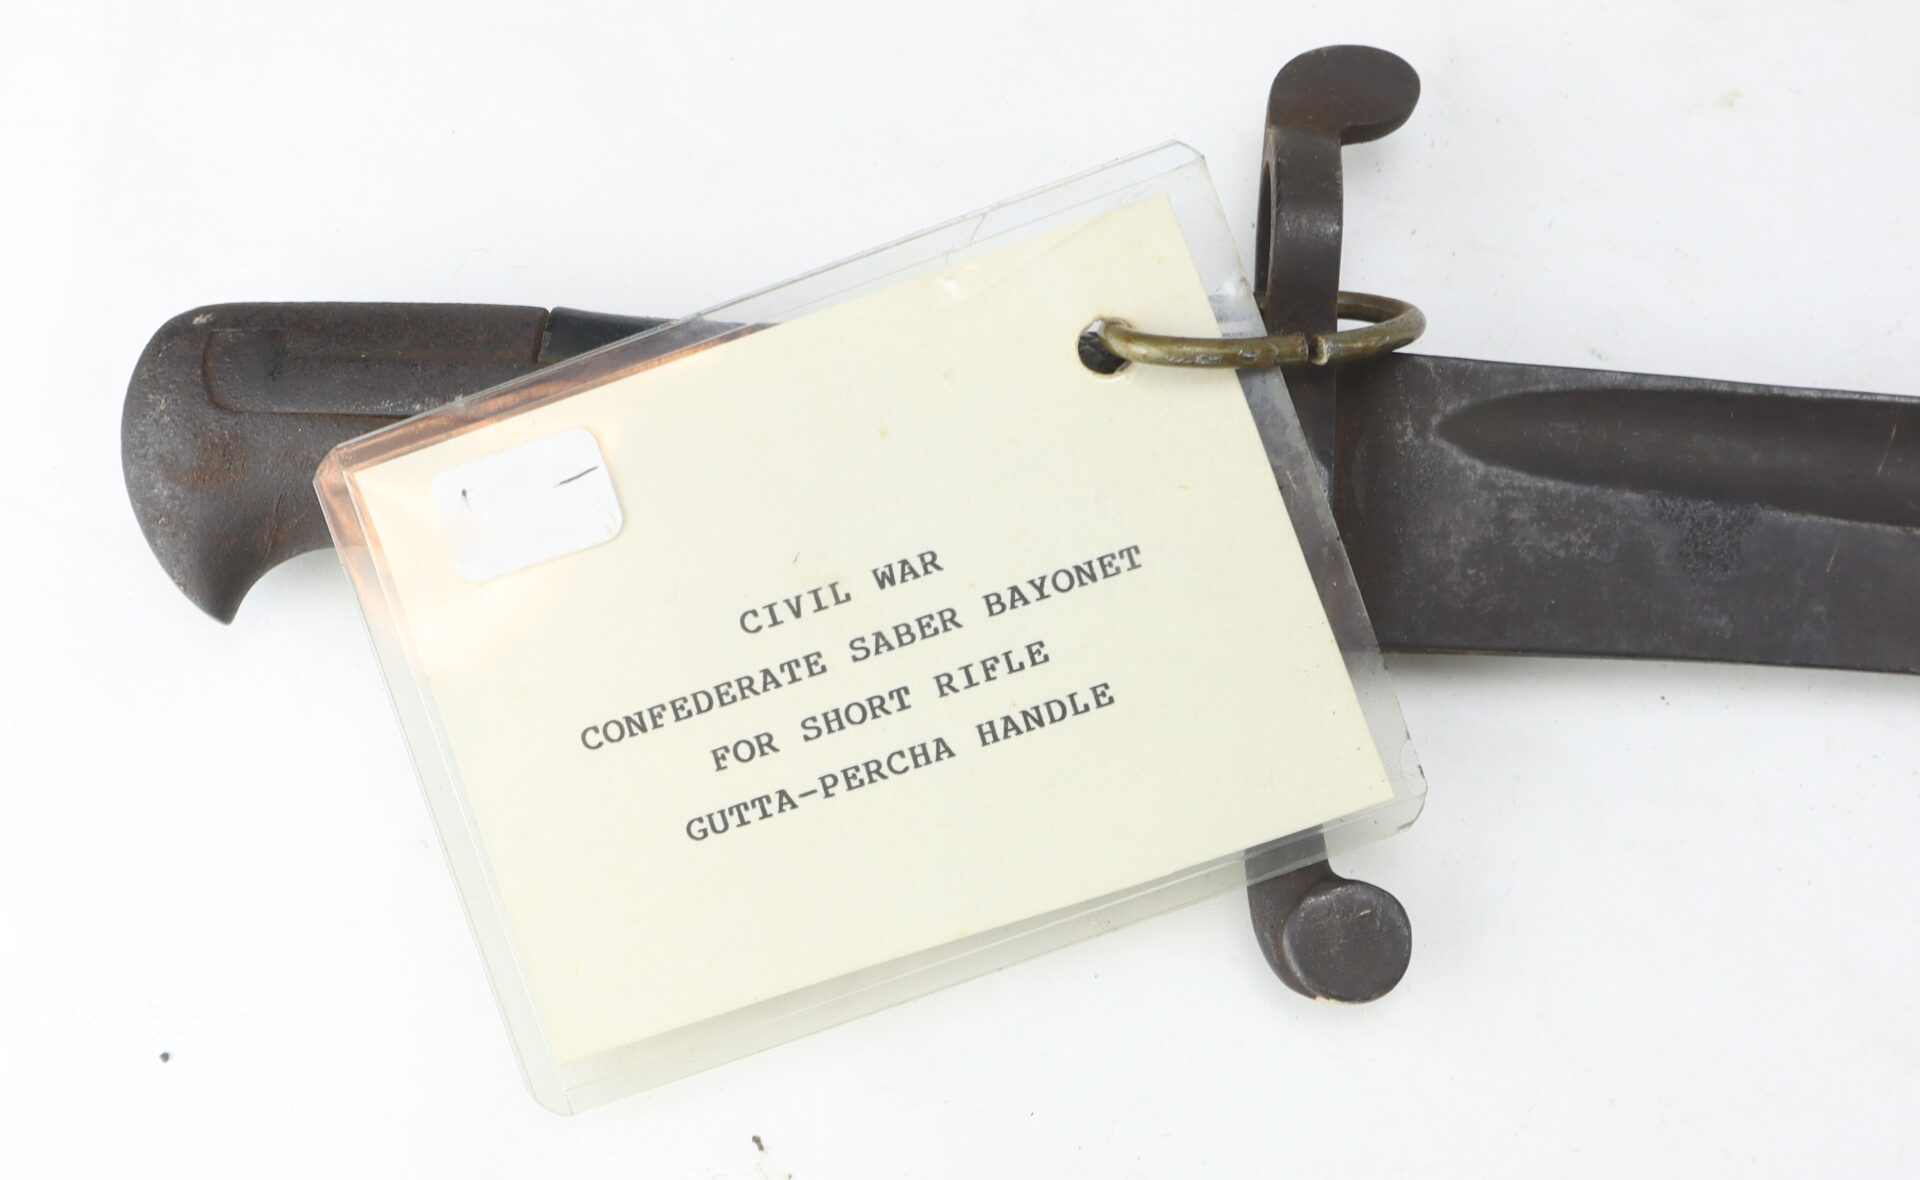 CIVIL WAR
CONFEDERATE SABER BAYONET
FOR SHORT RIFLE
GUTTA-PERCHA HANDLE